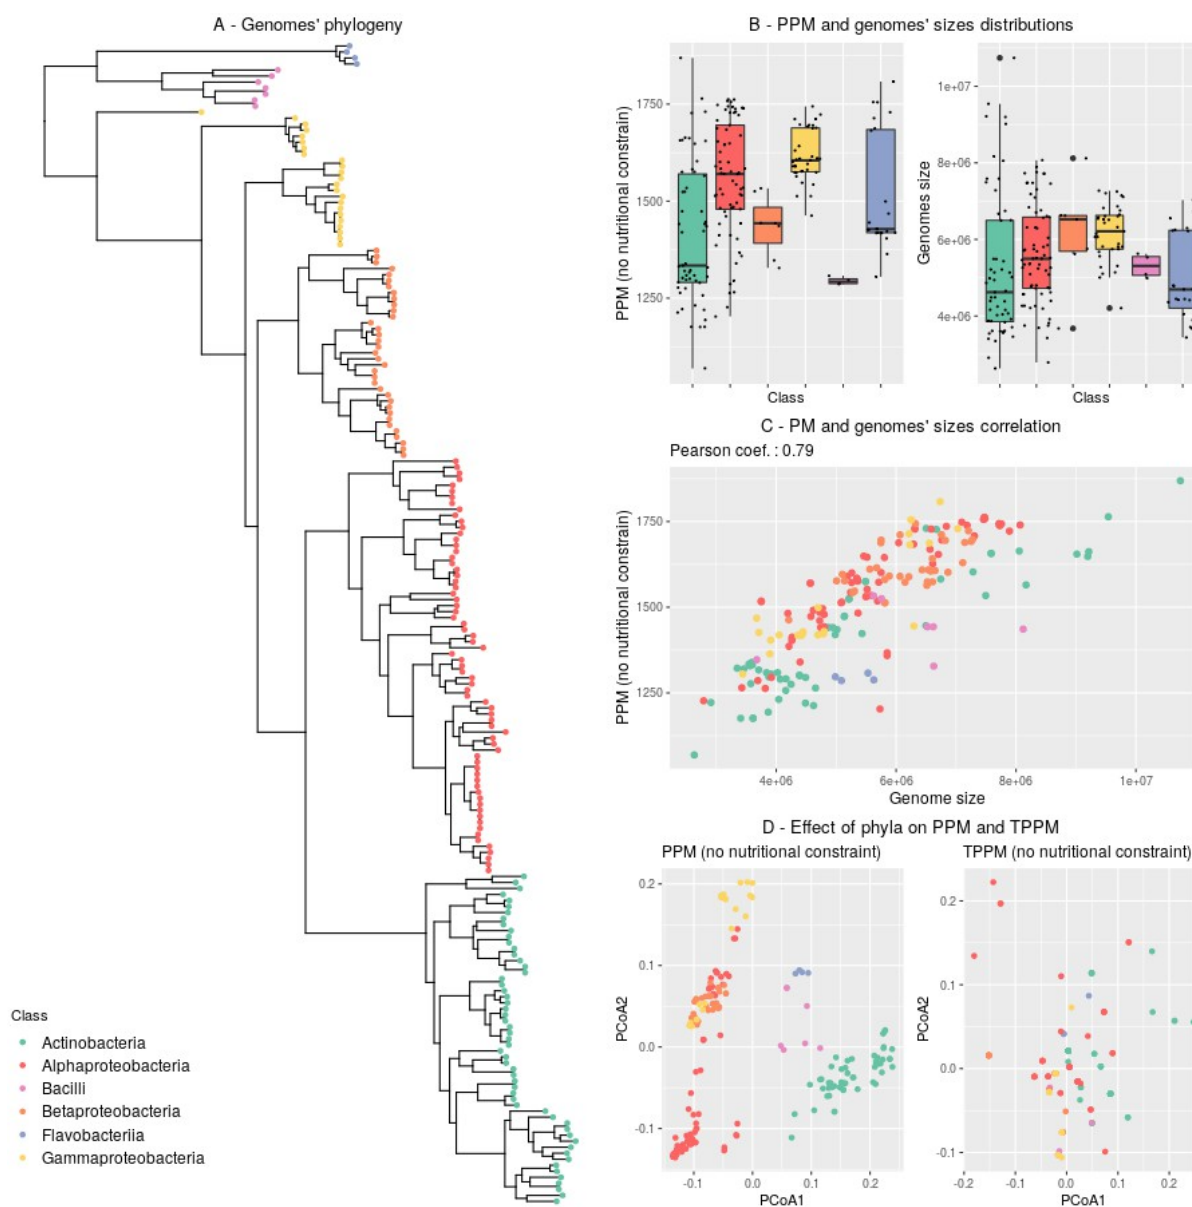 A - Genomes' phylogeny
Class
Actinobacteria
Alphaproteobacteria
Bacilli
Betaproteobacteria
Flavobacteriia
Gammaproteobacteria
B - PPM and genomes' sizes distributions
PPM (no nutritional constrain)
1750
1500
1250
Class
Genomes size
1e+07
8e+06
6e+06
4e+06
Class
C - PM and genomes' sizes correlation
Pearson coef. : 0.79
PPM (no nutritional constrain)
1750
1500
1250
4e+06 6e+06 8e+06 1e+07
Genome size
D - Effect of phyla on PPM and TPPM
PPM (no nutritional constraint)
PCoA2
0.2
0.1
0.0
-0.1
-0.1 0.0 0.1 0.2
PCoA1
TPPM (no nutritional constraint)
PCoA2
0.2
0.1
0.0
-0.1
-0.2 -0.1 0.0 0.1 0.2
PCoA1